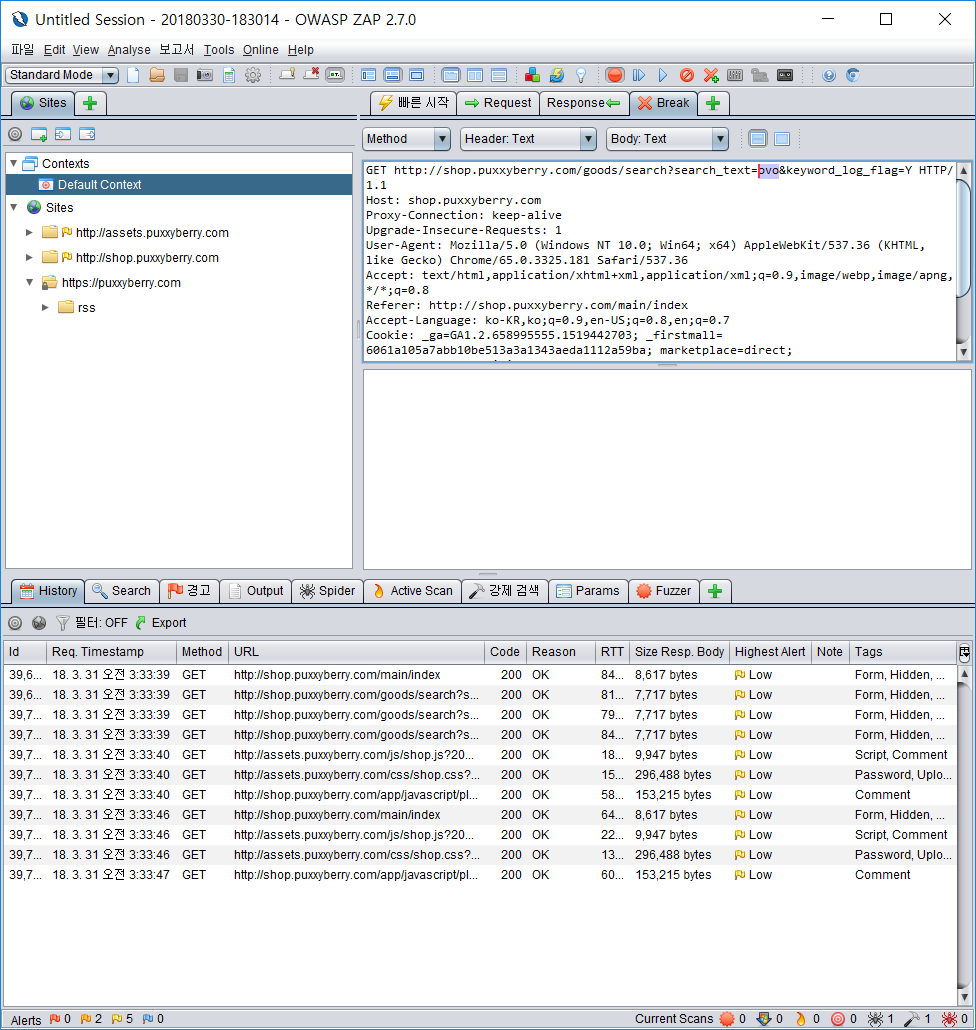 Untitled Session - 20180330-183014 - OWASP ZAP 2.7.0
파일 Edit View Analyse 보고서 Tools Online Help
Standard Mode
Sites
빠른 시작 Request Response Break
Method Header: Text Body: Text
Contexts
Default Context
Sites
http://assets.puxxyberry.com
http://shop.puxxyberry.com
https://puxxyberry.com
rss
GET http://shop.puxxyberry.com/goods/search?search_text=pvo&keyword_log_flag=Y HTTP/
1.1
Host: shop.puxxyberry.com
Proxy-Connection: keep-alive
Upgrade-Insecure-Requests: 1
User-Agent: Mozilla/5.0 (Windows NT 10.0; Win64; x64) AppleWebKit/537.36 (KHTML,
like Gecko) Chrome/65.0.3325.181 Safari/537.36
Accept: text/html,application/xhtml+xml,application/xml;q=0.9,image/webp,image/apng,
*/*;q=0.8
Referer: http://shop.puxxyberry.com/main/index
Accept-Language: ko-KR,ko;q=0.9,en-US;q=0.8,en;q=0.7
Cookie: _ga=GA1.2.658995555.1519442703; _firstmall=
6061a105a7abb10be513a3a1343aeda1112a59ba; marketplace=direct;
History Search 경고 Output Spider Active Scan 강제 검색 Params Fuzzer
필터: OFF Export
Id Req. Timestamp Method URL Code Reason RTT Size Resp. Body Highest Alert Note Tags
39,6... 18. 3. 31 오전 3:33:39 GET http://shop.puxxyberry.com/main/index 200 OK 84... 8,617 bytes Low Form, Hidden, ...
39,6... 18. 3. 31 오전 3:33:39 GET http://shop.puxxyberry.com/goods/search?s... 200 OK 81... 7,717 bytes Low Form, Hidden, ...
39,7... 18. 3. 31 오전 3:33:39 GET http://shop.puxxyberry.com/goods/search?s... 200 OK 79... 7,717 bytes Low Form, Hidden, ...
39,7... 18. 3. 31 오전 3:33:39 GET http://shop.puxxyberry.com/goods/search?s... 200 OK 84... 7,717 bytes Low Form, Hidden, ...
39,7... 18. 3. 31 오전 3:33:40 GET http://assets.puxxyberry.com/js/shop.js?20... 200 OK 18... 9,947 bytes Low Script, Comment
39,7... 18. 3. 31 오전 3:33:40 GET http://assets.puxxyberry.com/css/shop.css?... 200 OK 15... 296,488 bytes Low Password, Uplo...
39,7... 18. 3. 31 오전 3:33:40 GET http://shop.puxxyberry.com/app/javascript/pl... 200 OK 58... 153,215 bytes Low Comment
39,7... 18. 3. 31 오전 3:33:46 GET http://shop.puxxyberry.com/main/index 200 OK 64... 8,617 bytes Low Form, Hidden, ...
39,7... 18. 3. 31 오전 3:33:46 GET http://assets.puxxyberry.com/js/shop.js?20... 200 OK 22... 9,947 bytes Low Script, Comment
39,7... 18. 3. 31 오전 3:33:46 GET http://assets.puxxyberry.com/css/shop.css?... 200 OK 13... 296,488 bytes Low Password, Uplo...
39,7... 18. 3. 31 오전 3:33:47 GET http://shop.puxxyberry.com/app/javascript/pl... 200 OK 60... 153,215 bytes Low Comment
Alerts 0 2 5 0 Current Scans 0 0 0 0 1 1 0